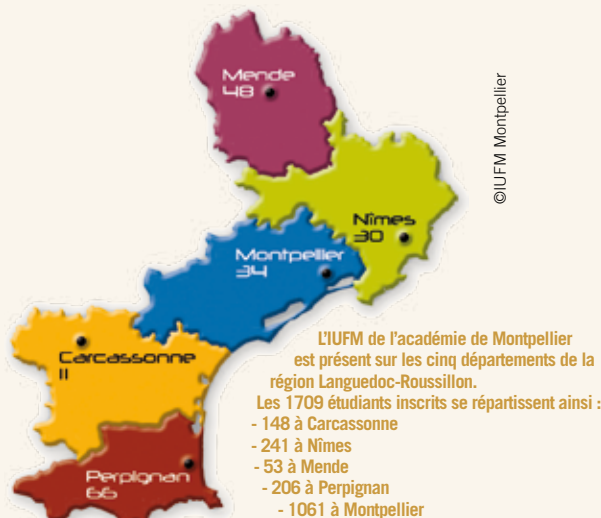 Mende
48
©IUFM Montpellier
Nîmes
30
Montpellier
34
Carcassonne
11
Perpignan
66
L'IUFM de l'académie de Montpellier
est présent sur les cinq départements de la
région Languedoc-Roussillon.
Les 1709 étudiants inscrits se répartissent ainsi :
- 148 à Carcassonne
- 241 à Nîmes
- 53 à Mende
- 206 à Perpignan
- 1061 à Montpellier